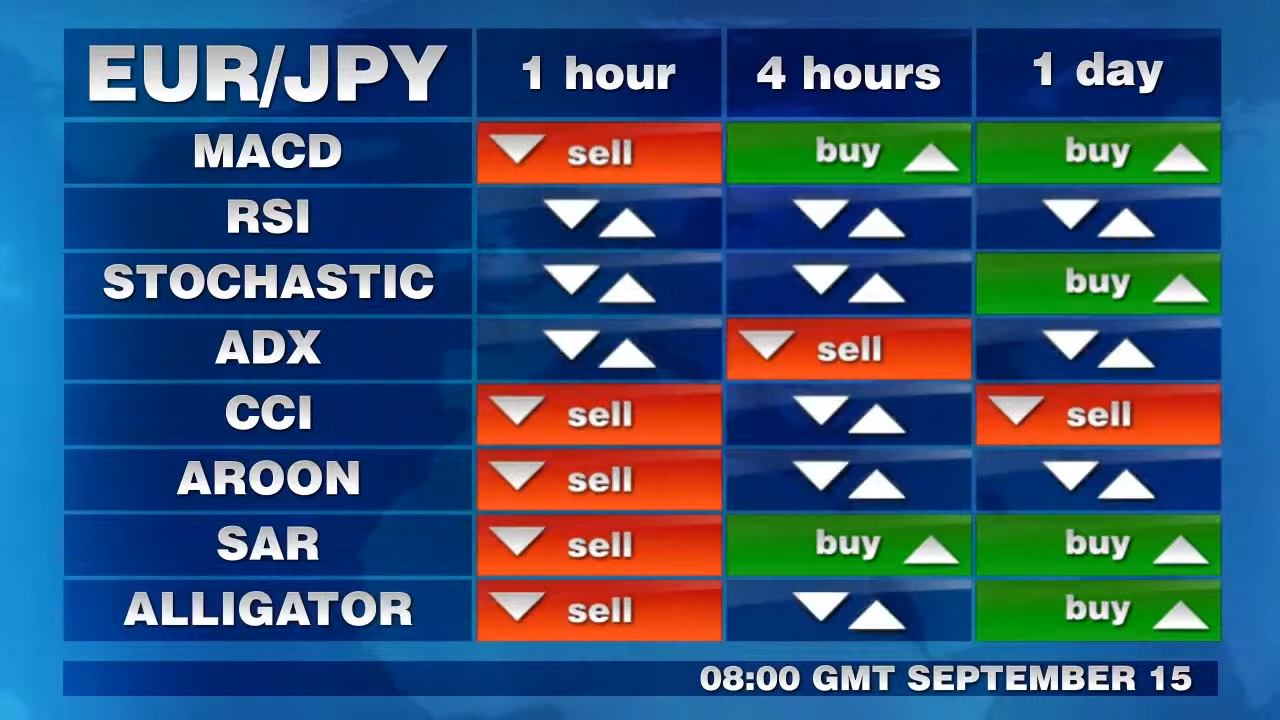 EUR/JPY 1 hour 4 hours 1 day
MACD sell buy buy
RSI
STOCHASTIC buy
ADX sell
CCI sell sell
AROON sell
SAR sell buy buy
ALLIGATOR sell buy
08:00 GMT SEPTEMBER 15